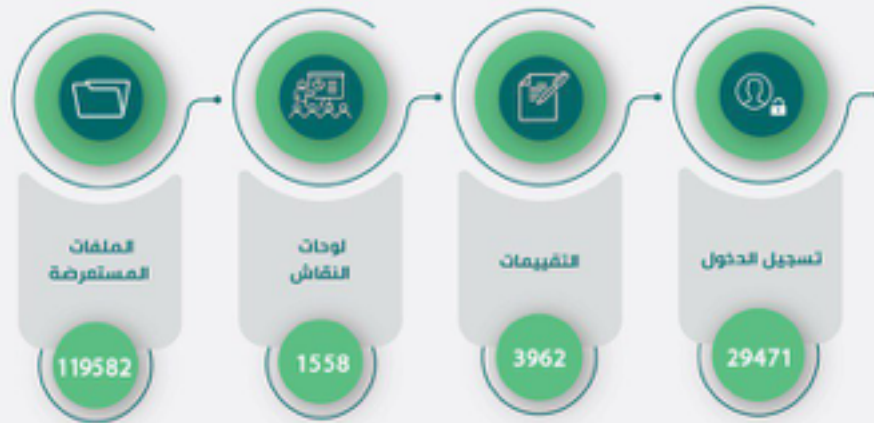 تسجيل الدخول
29471
التقييمات
3962
لوحات
النقاش
1558
الملفات
المستعرضة
119582